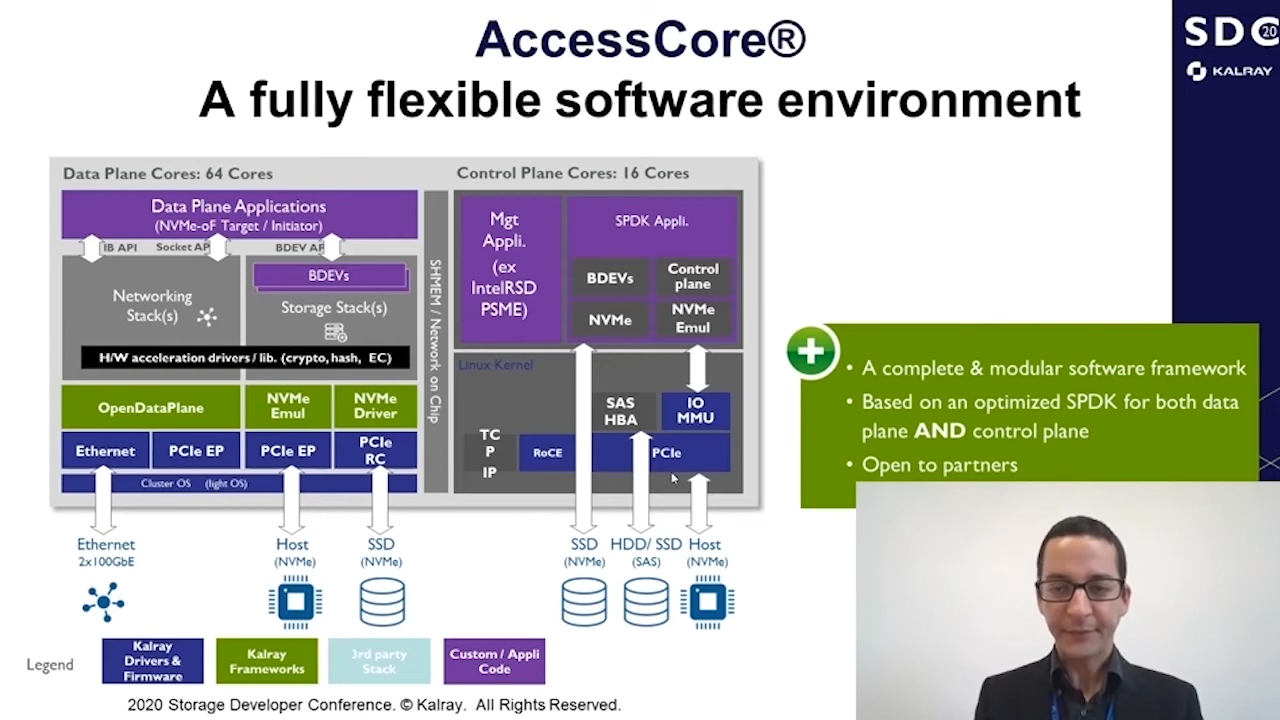 AccessCore®
A fully flexible software environment
SDC 20
KALRAY
Data Plane Cores: 64 Cores
Data Plane Applications
(NVMe-oF Target / Initiator)
IB API
Socket AP
BDEV AP
Networking
Stack(s)
BDEVs
Storage Stack(s)
H/W acceleration drivers / lib. (crypto, hash, EC)
OpenDataPlane
NVMe
Emul
NVMe
Driver
Ethernet
PCIe EP
PCIe EP
PCIe
RC
Cluster OS (light OS)
SHMEM / Network on Chip
Control Plane Cores: 16 Cores
Mgt
Appli.
(ex
IntelRSD
PSME)
SPDK Appli.
BDEVs
Control
plane
NVMe
NVMe
Emul
Linux Kernel
SAS
HBA
IO
MMU
TC
P
IP
RoCE
PCIe
Ethernet
2x100GbE
Host
(NVMe)
SSD
(NVMe)
SSD
(NVMe)
HDD/ SSD
(SAS)
Host
(NVMe)
• A complete & modular software framework
• Based on an optimized SPDK for both data
plane AND control plane
• Open to partners
Legend
Kalray
Drivers &
Firmware
Kalray
Frameworks
3rd party
Stack
Custom / Appli
Code
2020 Storage Developer Conference. © Kalray. All Rights Reserved.